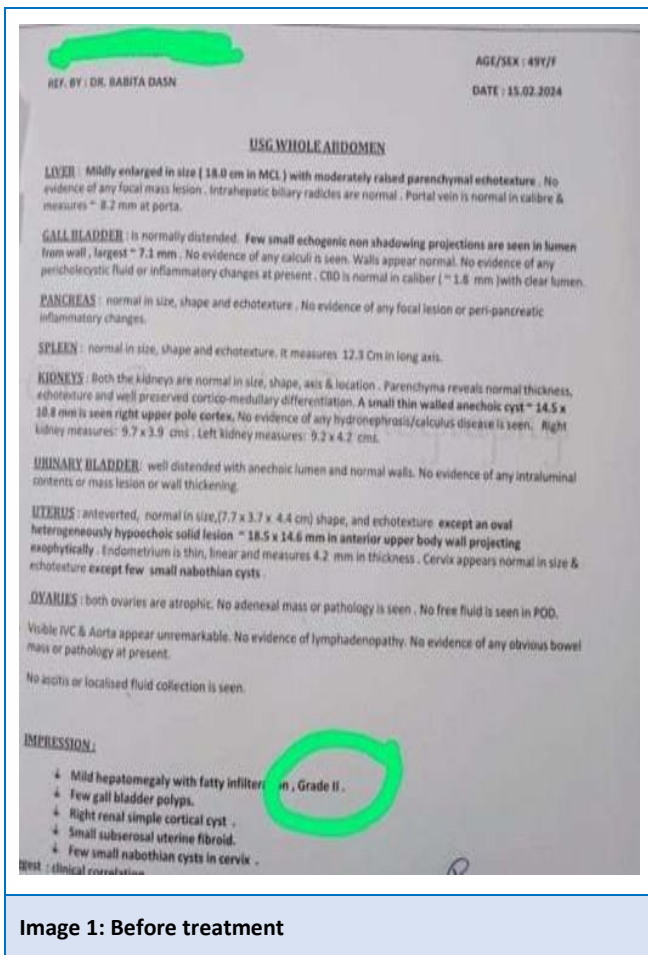 AGE/SEX : 49Y/F
REF. BY : DR. BABITA DASN
DATE : 15.02.2024
USG WHOLE ABDOMEN
LIVER : Mildly enlarged in size ( 18.0 cm in MCL ) with moderately raised parenchymal echotexture . No
evidence of any focal mass lesion . Intrahepatic biliary radicles are normal . Portal vein is normal in calibre &
measures ~ 8.2 mm at porta.
GALL BLADDER : is normally distended. Few small echogenic non shadowing projections are seen in lumen
from wall , largest ~ 7.1 mm . No evidence of any calculi is seen. Walls appear normal. No evidence of any
pericholecystic fluid or inflammatory changes at present . CBD is normal in caliber ( ~ 1.8 mm )with clear lumen.
PANCREAS : normal in size, shape and echotexture . No evidence of any focal lesion or peri-pancreatic
inflammatory changes.
SPLEEN : normal in size, shape and echotexture. It measures 12.3 Cm in long axis.
KIDNEYS : Both the kidneys are normal in size, shape, axis & location . Parenchyma reveals normal thickness,
echotexture and well preserved cortico-medullary differentiation. A small thin walled anechoic cyst ~ 14.5 x
10.8 mm is seen right upper pole cortex. No evidence of any hydronephrosis/calculus disease is seen. Right
kidney measures: 9.7 x 3.9 cms . Left kidney measures: 9.2 x 4.2 cms.
URINARY BLADDER: well distended with anechoic lumen and normal walls. No evidence of any intraluminal
contents or mass lesion or wall thickening.
UTERUS : anteverted, normal in size,(7.7 x 3.7 x 4.4 cm) shape, and echotexture except an oval
heterogeneously hypoechoic solid lesion ~ 18.5 x 14.6 mm in anterior upper body wall projecting
exophytically . Endometrium is thin, linear and measures 4.2 mm in thickness . Cervix appears normal in size &
echotexture except few small nabothian cysts .
OVARIES : both ovaries are atrophic. No adenexal mass or pathology is seen . No free fluid is seen in POD.
Visible IVC & Aorta appear unremarkable. No evidence of lymphadenopathy. No evidence of any obvious bowel
mass or pathology at present.
No ascitis or localised fluid collection is seen.
IMPRESSION :
Mild hepatomegaly with fatty , Grade II .
Few gall bladder polyps.
Right renal simple cortical cyst .
Small subserosal uterine fibroid.
Few small nabothian cysts in cervix .
: clinical correlation
Image 1: Before treatment